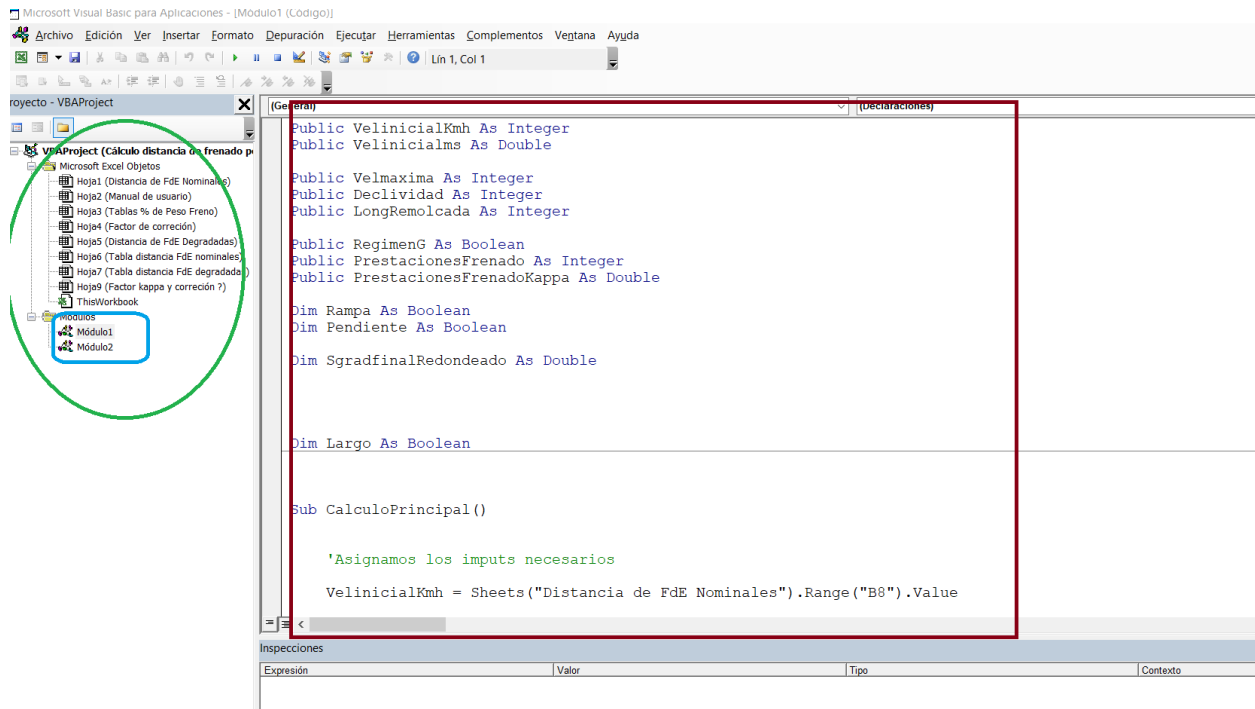 Microsoft Visual Basic para Aplicaciones - [Módulo1 (Código)]
Archivo Edición Ver Insertar Formato Depuración Ejecutar Herramientas Complementos Ventana Ayuda
Lín 1, Col 1
royecto - VBAProject
VBAProject (Cálculo distancia de frenado p
Microsoft Excel Objetos
Hoja1 (Distancia de FdE Nominales)
Hoja2 (Manual de usuario)
Hoja3 (Tablas % de Peso Freno)
Hoja4 (Factor de correción)
Hoja5 (Distancia de FdE Degradadas)
Hoja6 (Tabla distancia FdE nominales)
Hoja7 (Tabla distancia FdE degradada
Hoja9 (Factor kappa y correción ?)
ThisWorkbook
Módulos
Módulo1
Módulo2
(General)
(Declaraciones)
Public VelinicialKmh As Integer
Public Velinicialms As Double
Public Velmaxima As Integer
Public Declividad As Integer
Public LongRemolcada As Integer
Public RegimenG As Boolean
Public PrestacionesFrenado As Integer
Public PrestacionesFrenadoKappa As Double
Dim Rampa As Boolean
Dim Pendiente As Boolean
Dim SgradfinalRedondeado As Double
Dim Largo As Boolean
Sub CalculoPrincipal()
'Asignamos los imputs necesarios
VelinicialKmh = Sheets("Distancia de FdE Nominales").Range("B8").Value
Inspecciones
Expresión Valor Tipo Contexto